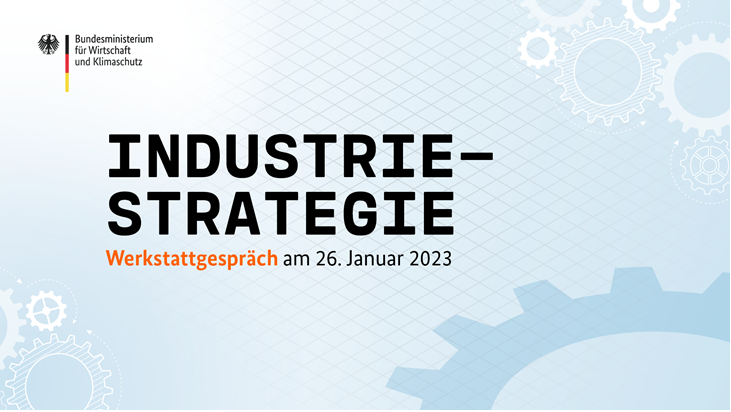 Bundesministerium
für Wirtschaft
und Klimaschutz
INDUSTRIE–
STRATEGIE
Werkstattgespräch am 26. Januar 2023